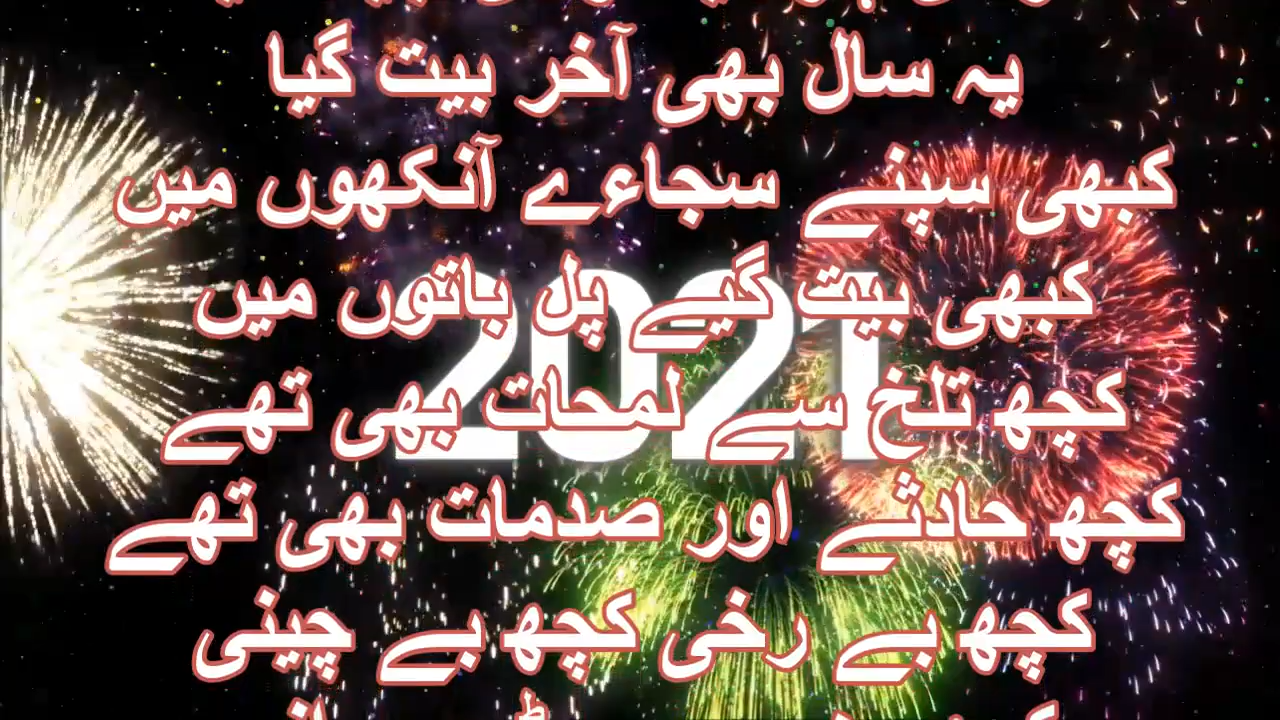 یہ سال بھی آخر بیت گیا
کبھی سپنے سجاءے آنکھوں میں
کبھی بیت گیے پل باتوں میں
2021
کچھ تلخ سے لمحات بھی تھے
کچھ حادثے اور صدمات بھی تھے
کچھ بے رخی کچھ بے چینی